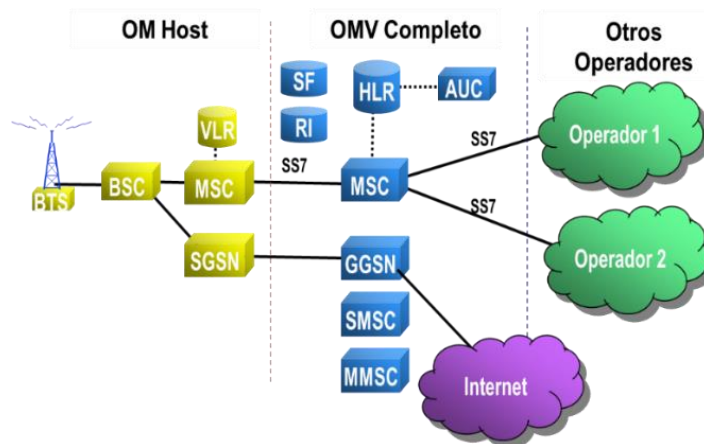 OM Host
OMV Completo
Otros
Operadores
SF
HLR
AUC
VLR
RI
Operador 1
SS7
BTS
BSC
MSC
SS7
MSC
SS7
Operador 2
SGSN
GGSN
SMSC
MMSC
Internet